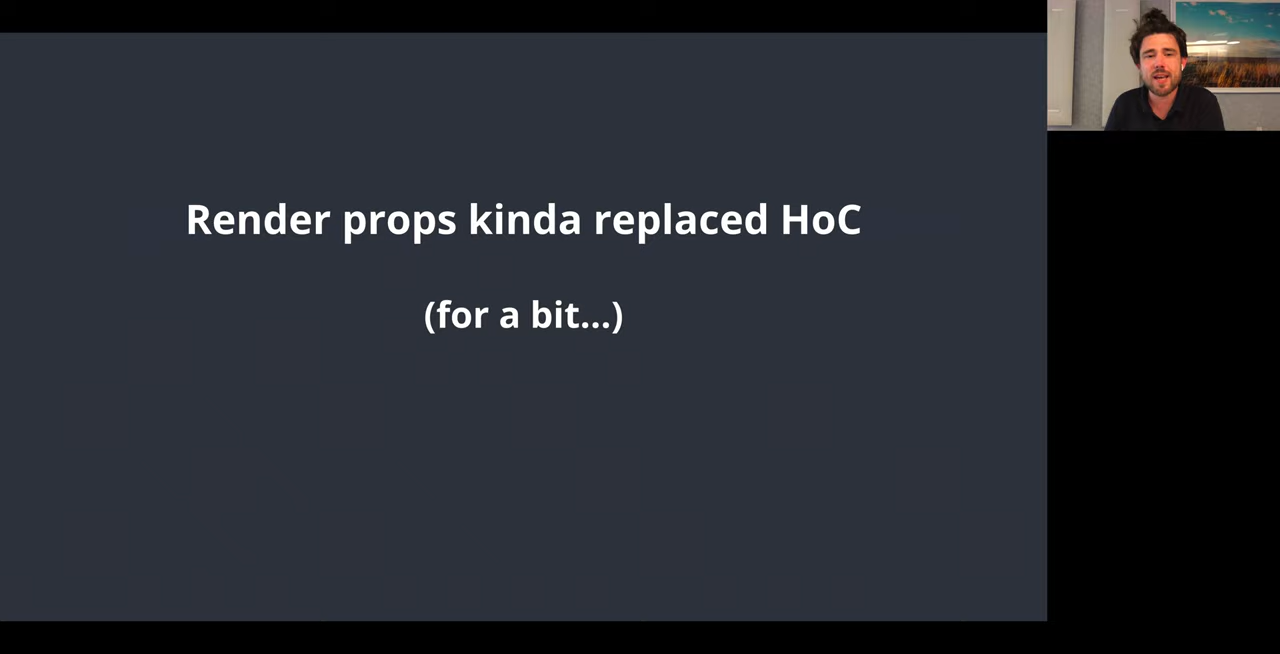 Render props kinda replaced HoC
(for a bit...)